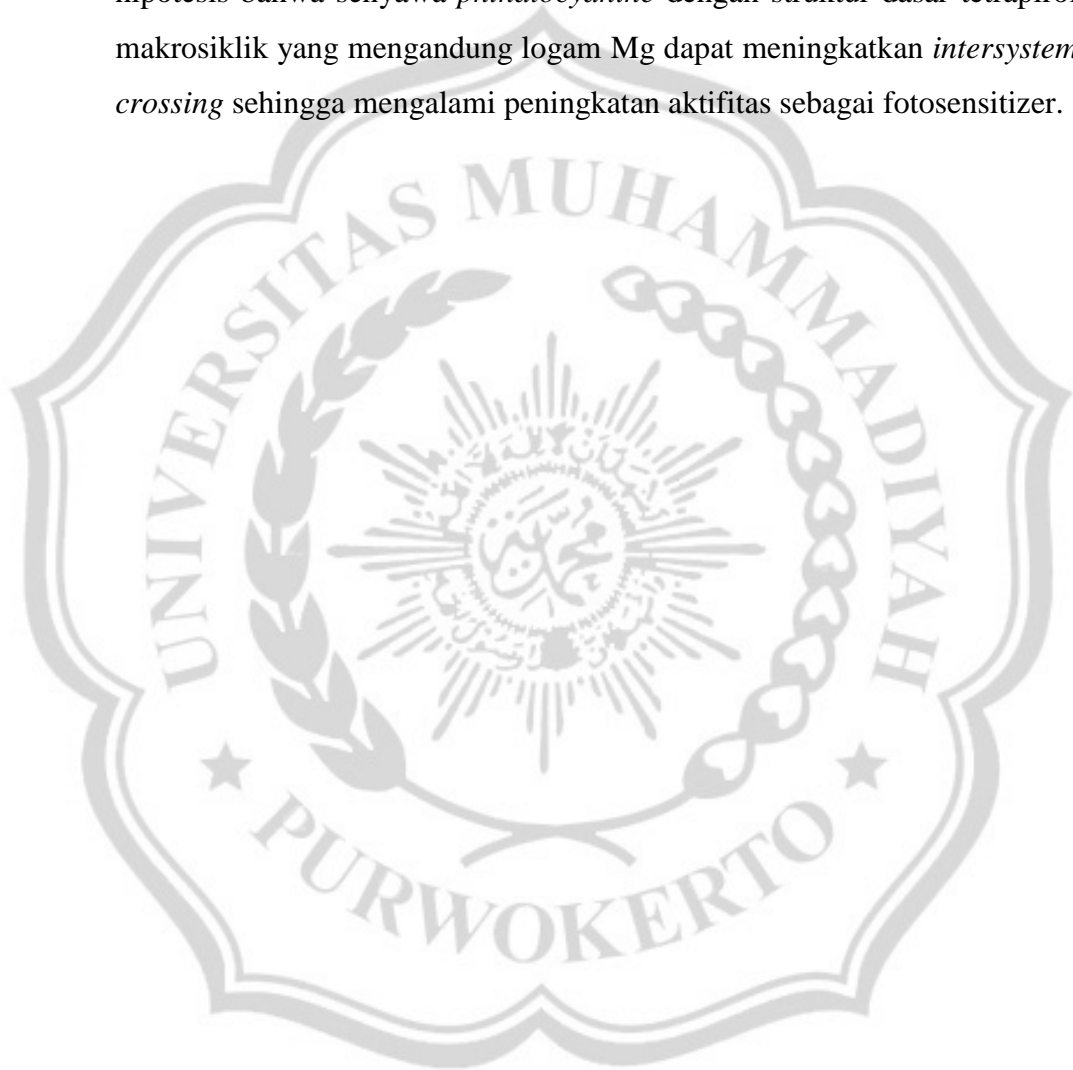 hipotesis bahwa senyawa phthalocyanine dengan struktur dasar tetrapirol
makrosiklik yang mengandung logam Mg dapat meningkatkan intersystem
crossing sehingga mengalami peningkatan aktifitas sebagai fotosensitizer.
UNIVERSITAS MUHAMMADIYAH
PURWOKERTO